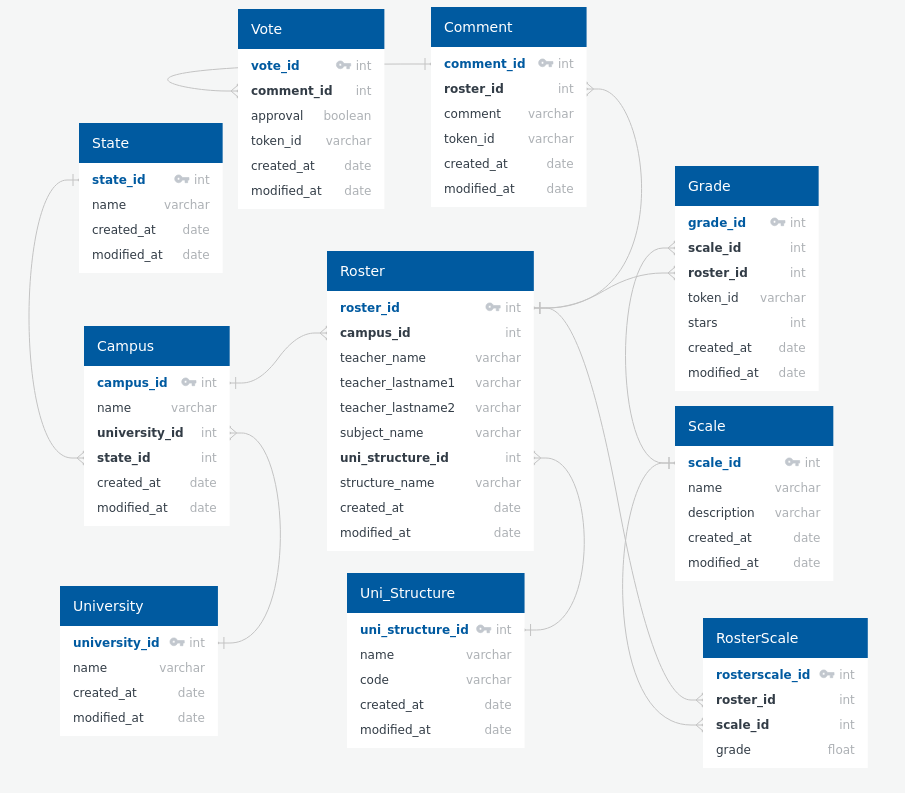 Vote
vote_id int
comment_id int
approval boolean
token_id varchar
created_at date
modified_at date
Comment
comment_id int
roster_id int
comment varchar
token_id varchar
created_at date
modified_at date
State
state_id int
name varchar
created_at date
modified_at date
Grade
grade_id int
scale_id int
roster_id int
token_id varchar
stars int
created_at date
modified_at date
Roster
roster_id int
campus_id int
teacher_name varchar
teacher_lastname1 varchar
teacher_lastname2 varchar
subject_name varchar
uni_structure_id int
structure_name varchar
created_at date
modified_at date
Campus
campus_id int
name varchar
university_id int
state_id int
created_at date
modified_at date
Scale
scale_id int
name varchar
description varchar
created_at date
modified_at date
University
university_id int
name varchar
created_at date
modified_at date
Uni_Structure
uni_structure_id int
name varchar
code varchar
created_at date
modified_at date
RosterScale
rosterscale_id int
roster_id int
scale_id int
grade float